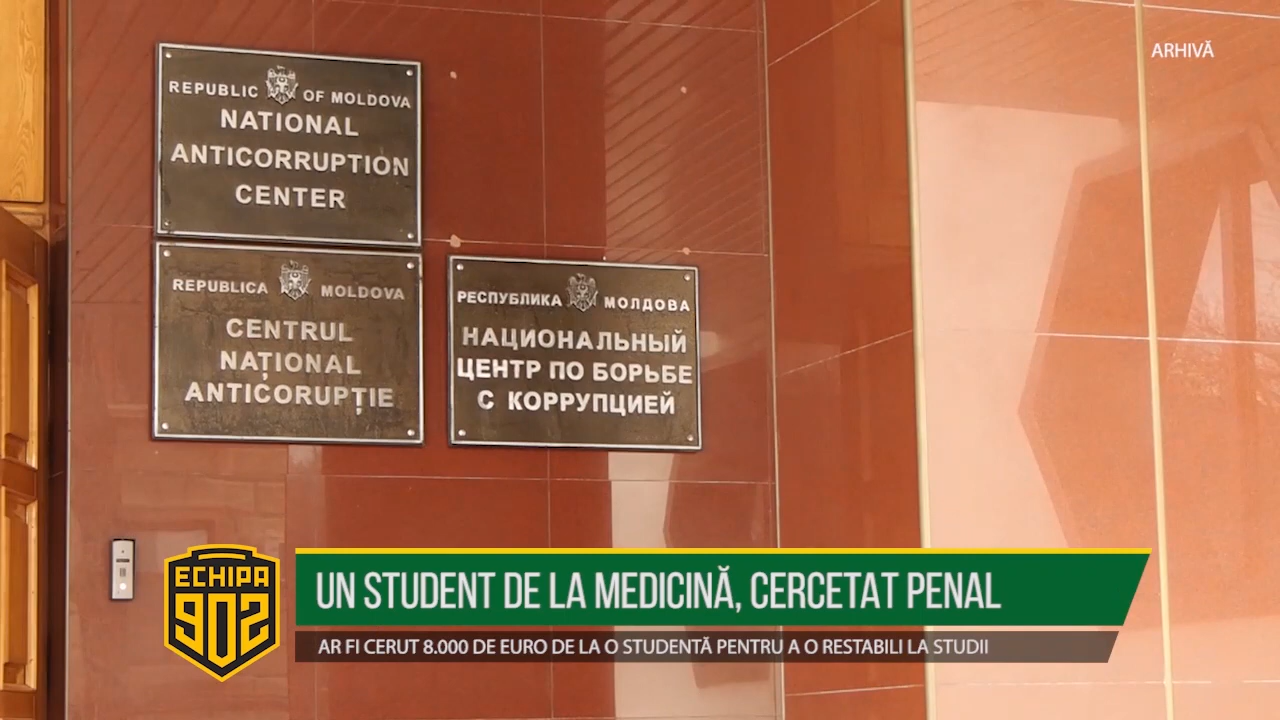 ARHIVĂ
REPUBLIC OF MOLDOVA
NATIONAL
ANTICORRUPTION
CENTER
REPUBLICA MOLDOVA
CENTRUL
NAȚIONAL
ANTICORUPȚIE
РЕСПУБЛИКА МОЛДОВА
НАЦИОНАЛЬНЫЙ
ЦЕНТР ПО БОРЬБЕ
С КОРРУПЦИЕЙ
ECHIPA
902
UN STUDENT DE LA MEDICINĂ, CERCETAT PENAL
AR FI CERUT 8.000 DE EURO DE LA O STUDENTĂ PENTRU A O RESTABILI LA STUDII